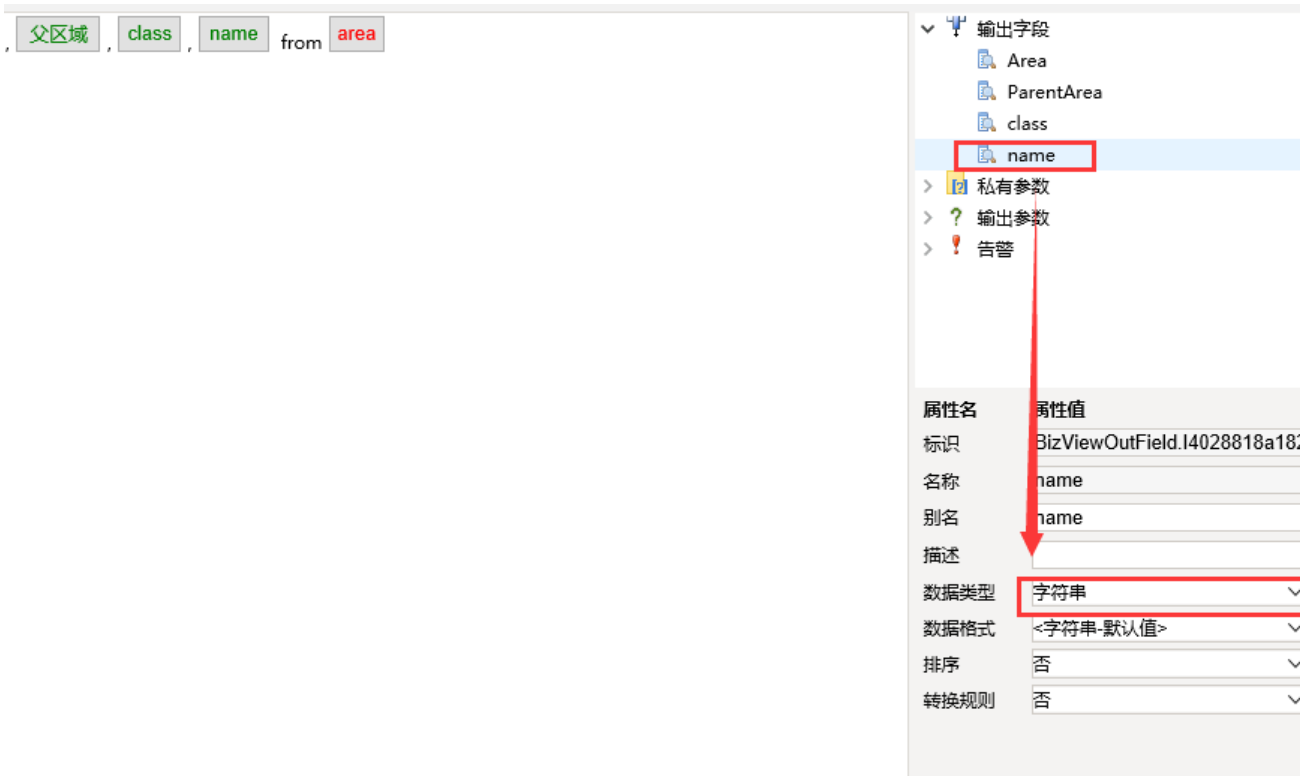 , 父区域 , class , name from area
输出字段
Area
ParentArea
class
name
私有参数
输出参数
告警
属性名 属性值
标识 BizViewOutField.I4028818a182
名称 name
别名 name
描述
数据类型 字符串
数据格式 <字符串-默认值>
排序 否
转换规则 否